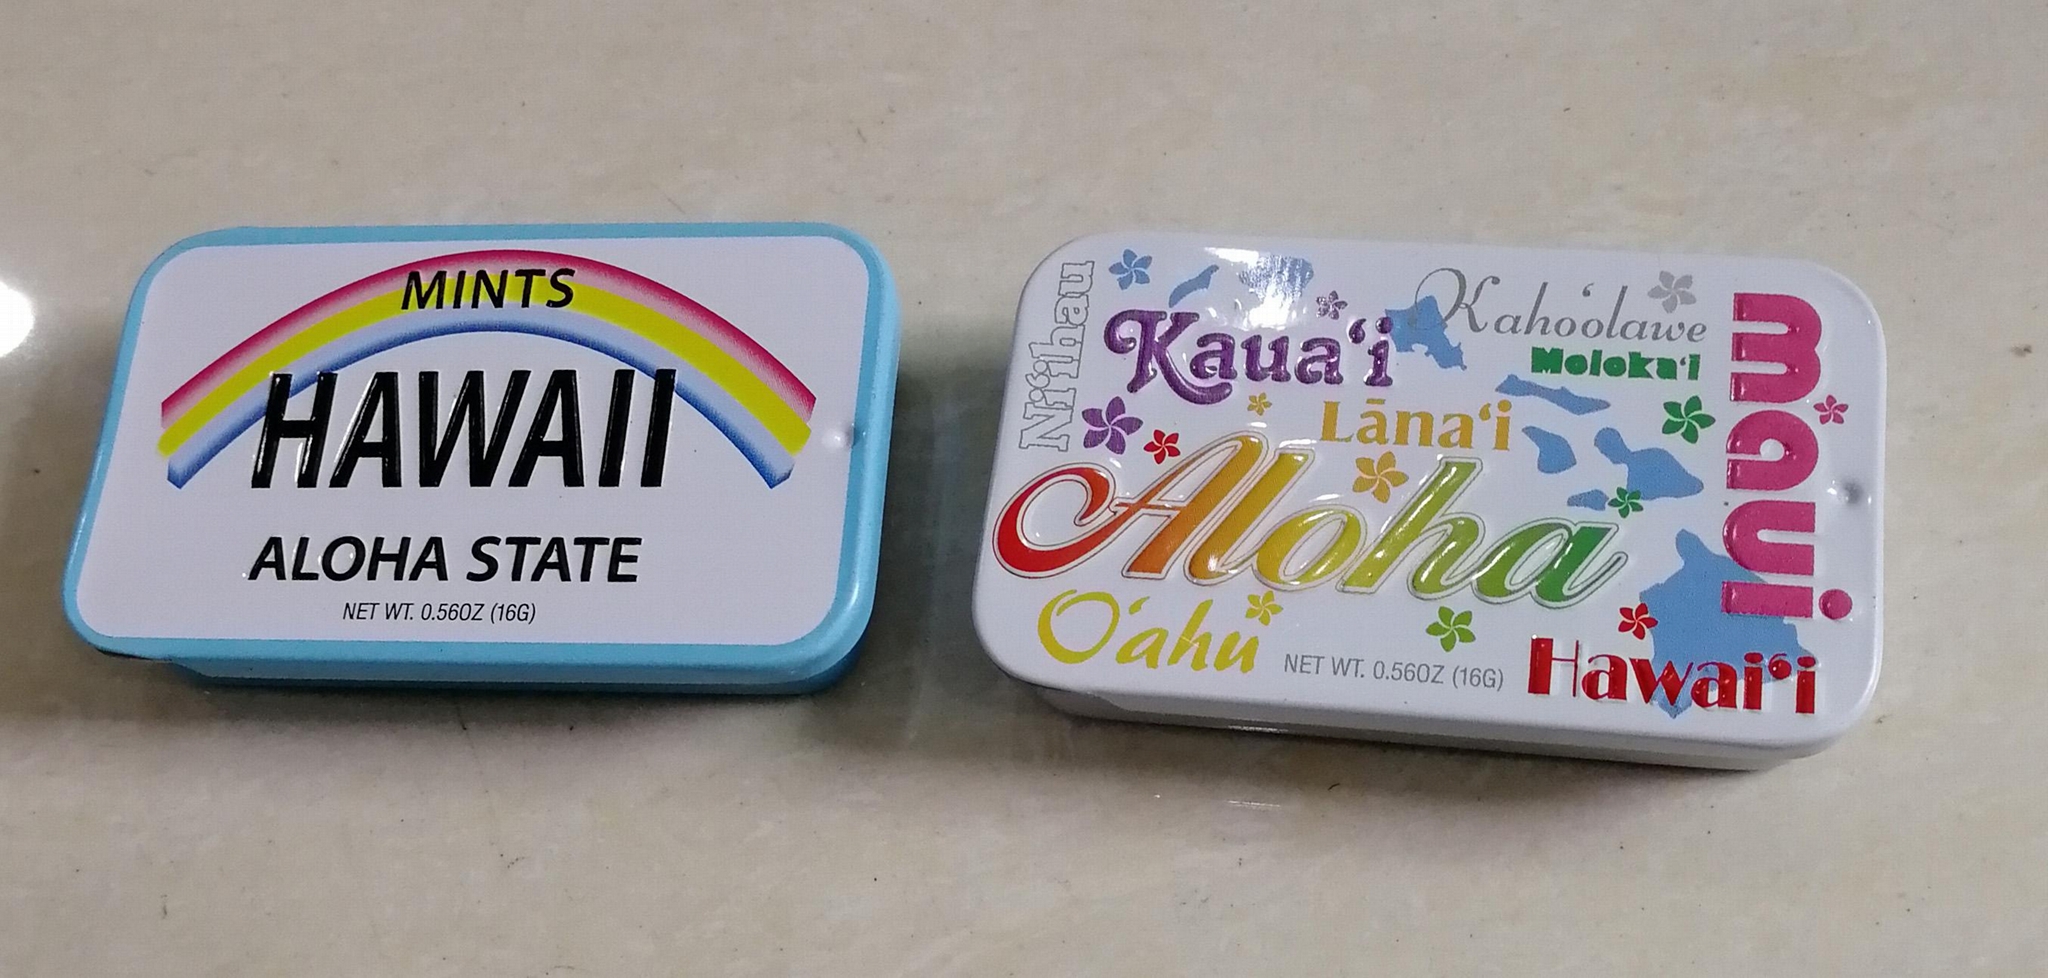 MINTS
HAWAII
ALOHA STATE
NET WT. 0.56OZ (16G)
Ni‘ihau
Kaua‘i
Kaho‘olawe
Moloka‘i
maui
Lāna‘i
Aloha
O‘ahu
NET WT. 0.56OZ (16G)
Hawai‘i